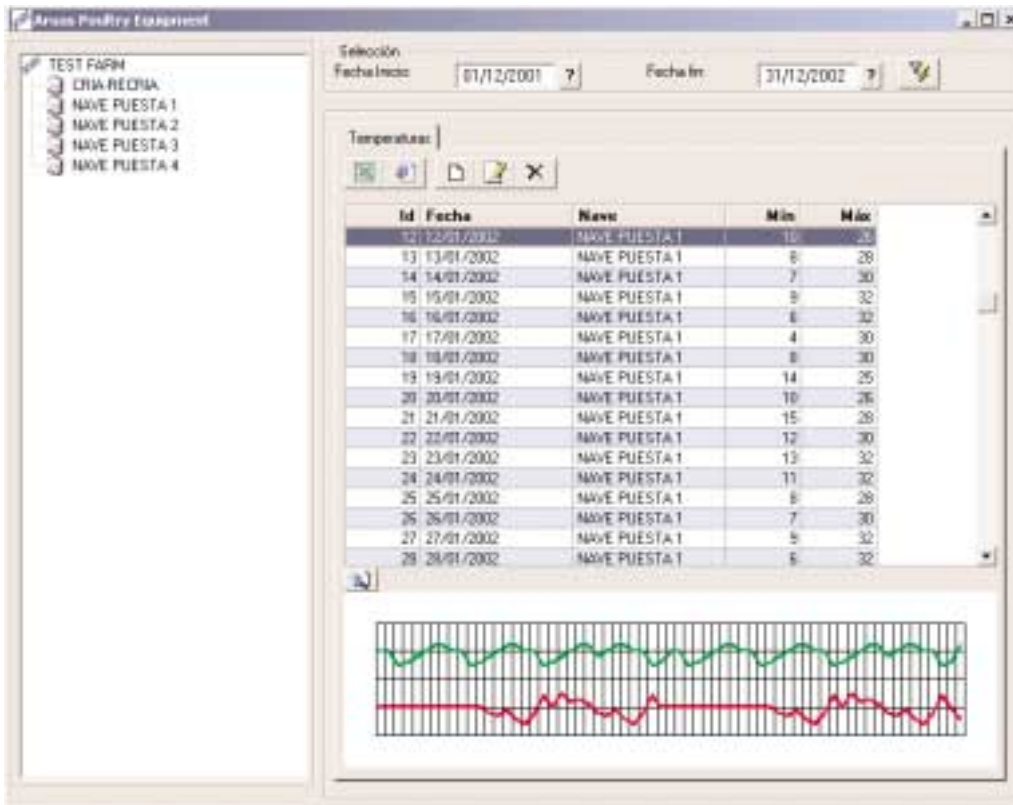 Poultry Equipment
TEST FARM
CRIA-RECRIA
NAVE PUESTA 1
NAVE PUESTA 2
NAVE PUESTA 3
NAVE PUESTA 4
Selección
Fecha Inicio 01/12/2001 ? Fecha fin 31/12/2002 ?
Temperaturas
Id Fecha Nave Mín Máx
12 12/01/2002 NAVE PUESTA 1 10
13 13/01/2002 NAVE PUESTA 1 8 28
14 14/01/2002 NAVE PUESTA 1 7 30
15 15/01/2002 NAVE PUESTA 1 9 32
16 16/01/2002 NAVE PUESTA 1 6 32
17 17/01/2002 NAVE PUESTA 1 4 30
18 18/01/2002 NAVE PUESTA 1 8 30
19 19/01/2002 NAVE PUESTA 1 14 25
20 20/01/2002 NAVE PUESTA 1 10 26
21 21/01/2002 NAVE PUESTA 1 15 28
22 22/01/2002 NAVE PUESTA 1 12 30
23 23/01/2002 NAVE PUESTA 1 13 32
24 24/01/2002 NAVE PUESTA 1 11 32
25 25/01/2002 NAVE PUESTA 1 8 28
26 26/01/2002 NAVE PUESTA 1 7 30
27 27/01/2002 NAVE PUESTA 1 9 32
28 28/01/2002 NAVE PUESTA 1 6 32